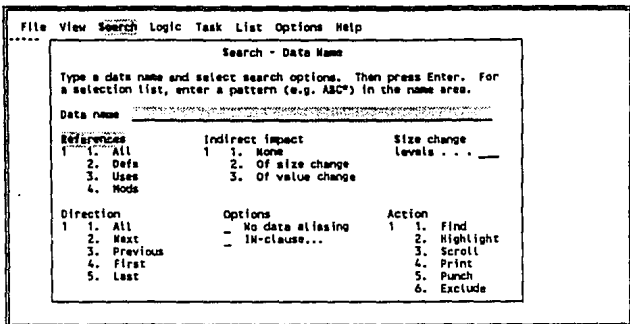 File View Search Logic Task List Options Help
Search - Data Name
Type a data name and select search options. Then press Enter. For
a selection list, enter a pattern (e.g. ABC*) in the name area.
Data name
References Indirect impact Size change
1 1. All 1 1. None levels . . . __
2. Defs 2. Of size change
3. Uses 3. Of value change
4. Mods
Direction Options Action
1 1. All _ No data aliasing 1 1. Find
2. Next _ IN-clause... 2. Highlight
3. Previous 3. Scroll
4. First 4. Print
5. Last 5. Punch
6. Exclude